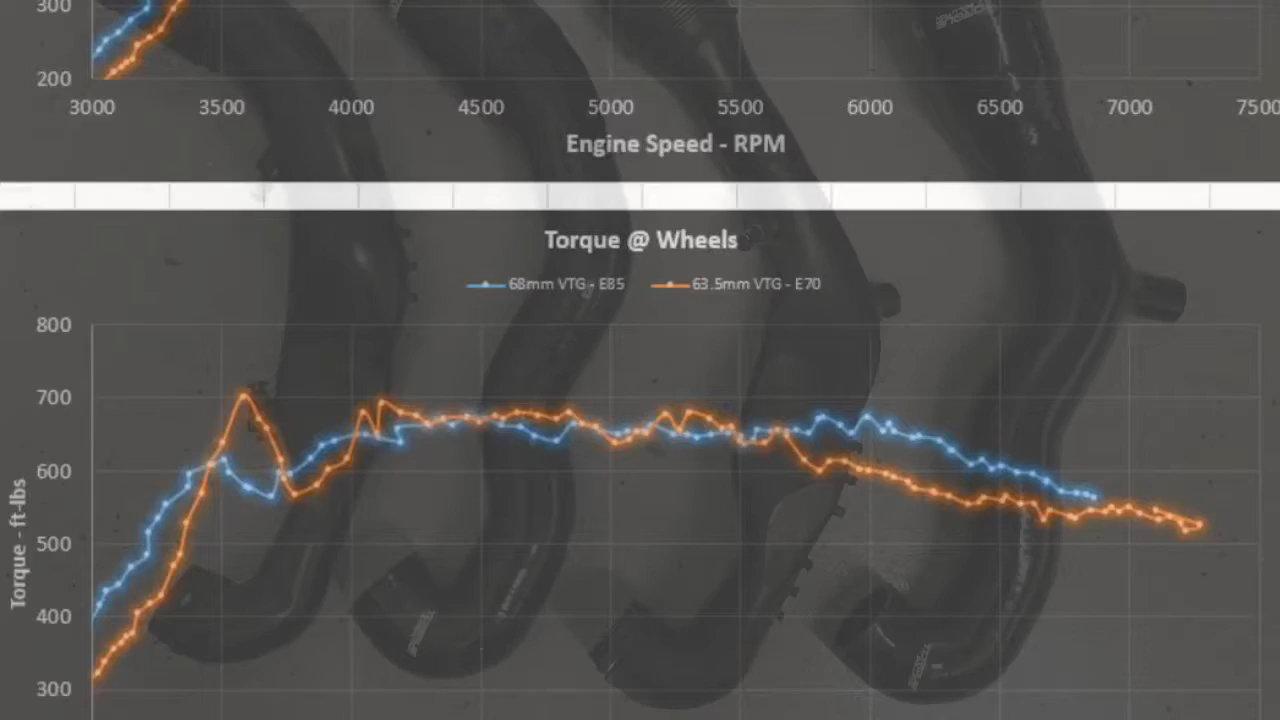 300
200
3000 3500 4000 4500 5000 5500 6000 6500 7000 7500
Engine Speed - RPM
Torque @ Wheels
68mm VTG - E85 63.5mm VTG - E70
800
700
600
500
400
300
Torque - ft-lbs